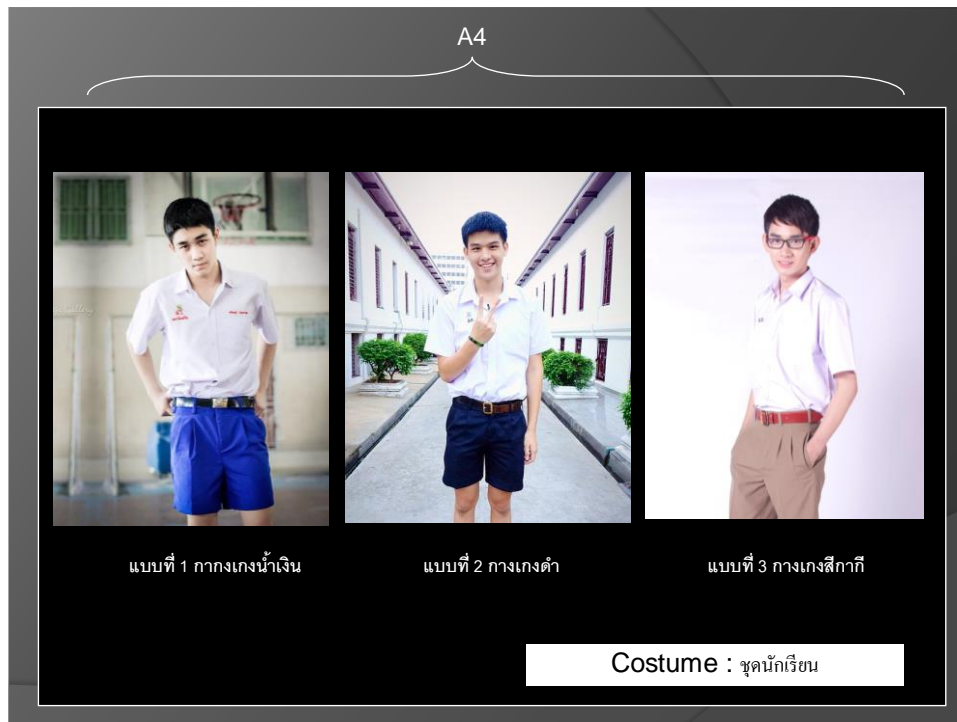 A4
แบบที่ 1 กากงเกงน้ำเงิน
แบบที่ 2 กางเกงดำ
แบบที่ 3 กางเกงสีกากี
Costume : ชุดนักเรียน